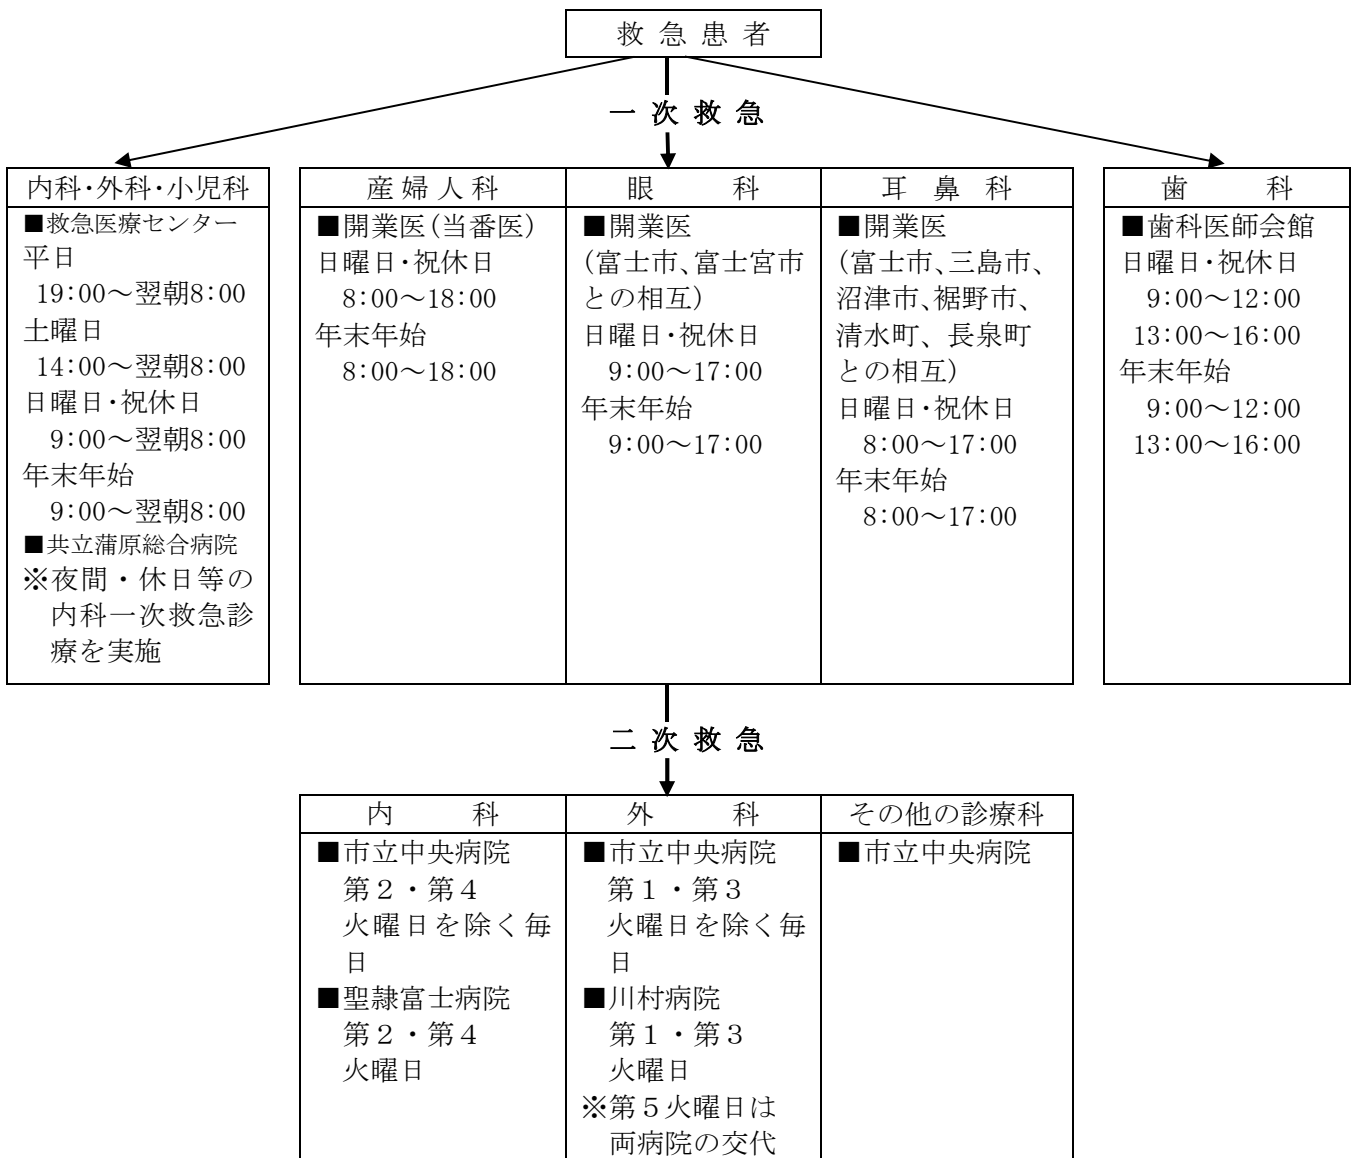 救急患者
一次救急
内科・外科・小児科
■救急医療センター
平日
19:00～翌朝8:00
土曜日
14:00～翌朝8:00
日曜日・祝休日
9:00～翌朝8:00
年末年始
9:00～翌朝8:00
■共立蒲原総合病院
※夜間・休日等の
内科一次救急診
療を実施
産婦人科
■開業医(当番医)
日曜日・祝休日
8:00～18:00
年末年始
8:00～18:00
眼　　科
■開業医
(富士市、富士宮市
との相互)
日曜日・祝休日
9:00～17:00
年末年始
9:00～17:00
耳鼻科
■開業医
(富士市、三島市、
沼津市、裾野市、
清水町、長泉町
との相互)
日曜日・祝休日
8:00～17:00
年末年始
8:00～17:00
歯　　科
■歯科医師会館
日曜日・祝休日
9:00～12:00
13:00～16:00
年末年始
9:00～12:00
13:00～16:00
二次救急
内　　科
■市立中央病院
第２・第４
火曜日を除く毎
日
■聖隷富士病院
第２・第４
火曜日
外　　科
■市立中央病院
第１・第３
火曜日を除く毎
日
■川村病院
第１・第３
火曜日
※第５火曜日は
両病院の交代
その他の診療科
■市立中央病院